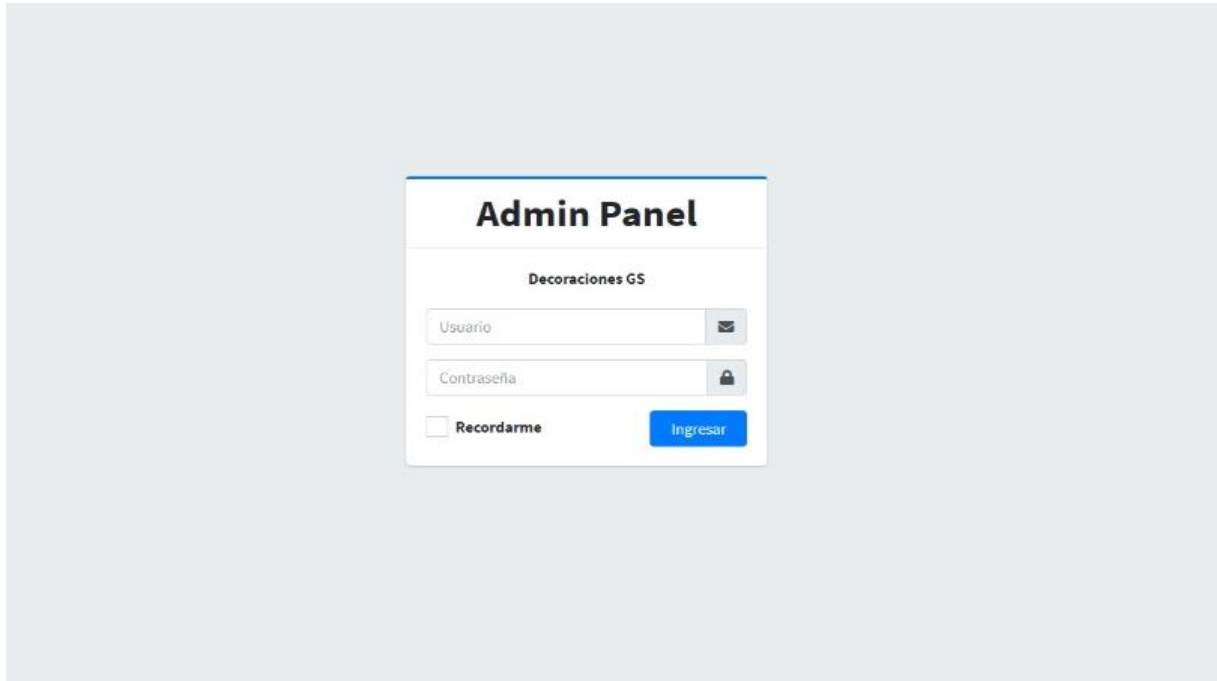 Admin Panel
Decoraciones GS
Usuario
Contraseña
Recordarme
Ingresar